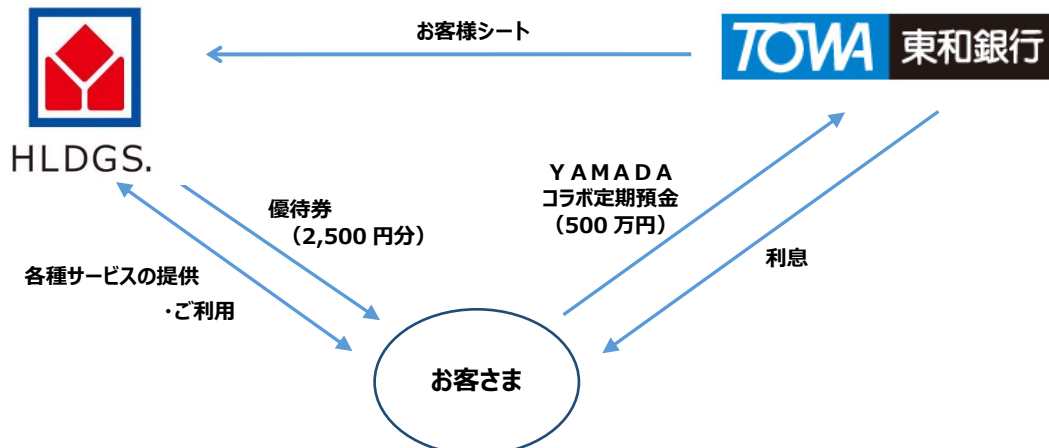 お客様シート
TOWA 東和銀行
HLDGS.
YAMADA
コラボ定期預金
（500 万円）
優待券
（2,500 円分）
利息
各種サービスの提供
・ご利用
お客さま